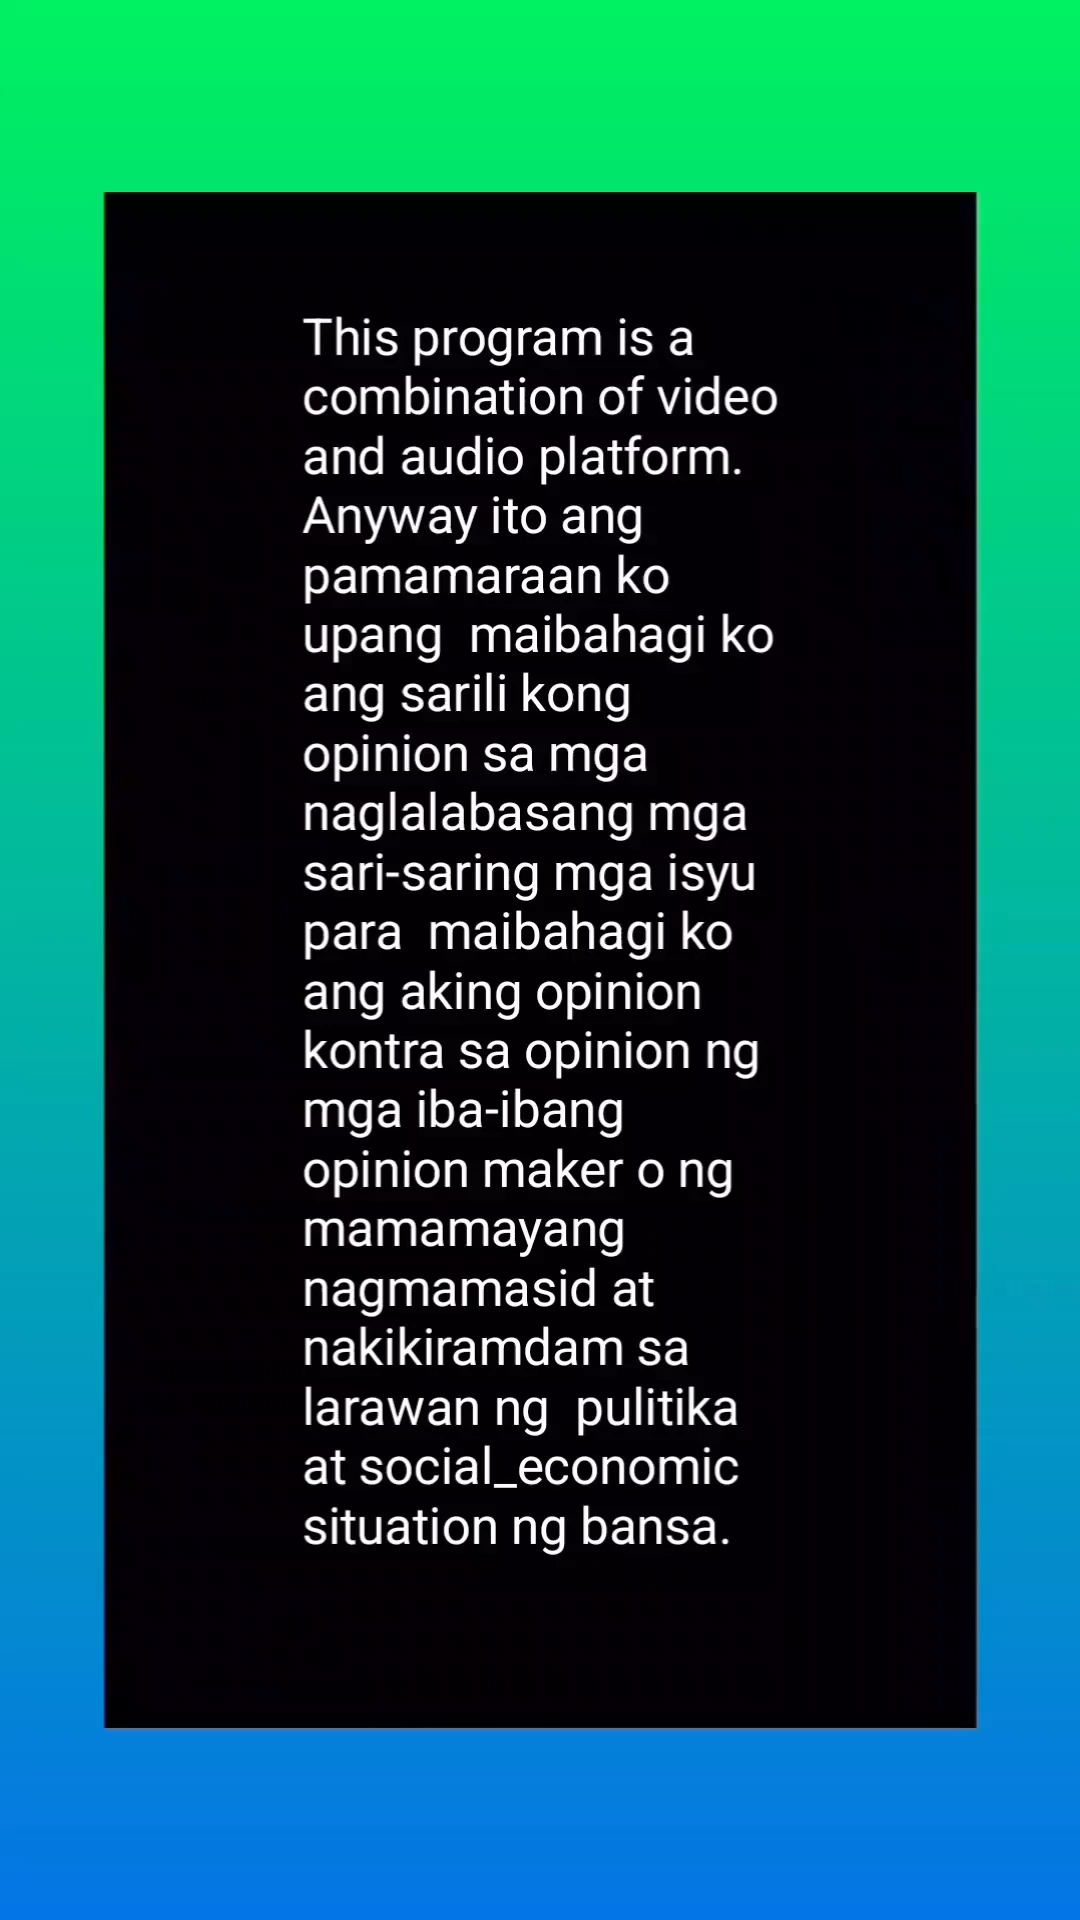 This program is a
combination of video
and audio platform.
Anyway ito ang
pamamaraan ko
upang  maibahagi ko
ang sarili kong
opinion sa mga
naglalabasang mga
sari-saring mga isyu
para  maibahagi ko
ang aking opinion
kontra sa opinion ng
mga iba-ibang
opinion maker o ng
mamamayang
nagmamasid at
nakikiramdam sa
larawan ng  pulitika
at social_economic
situation ng bansa.